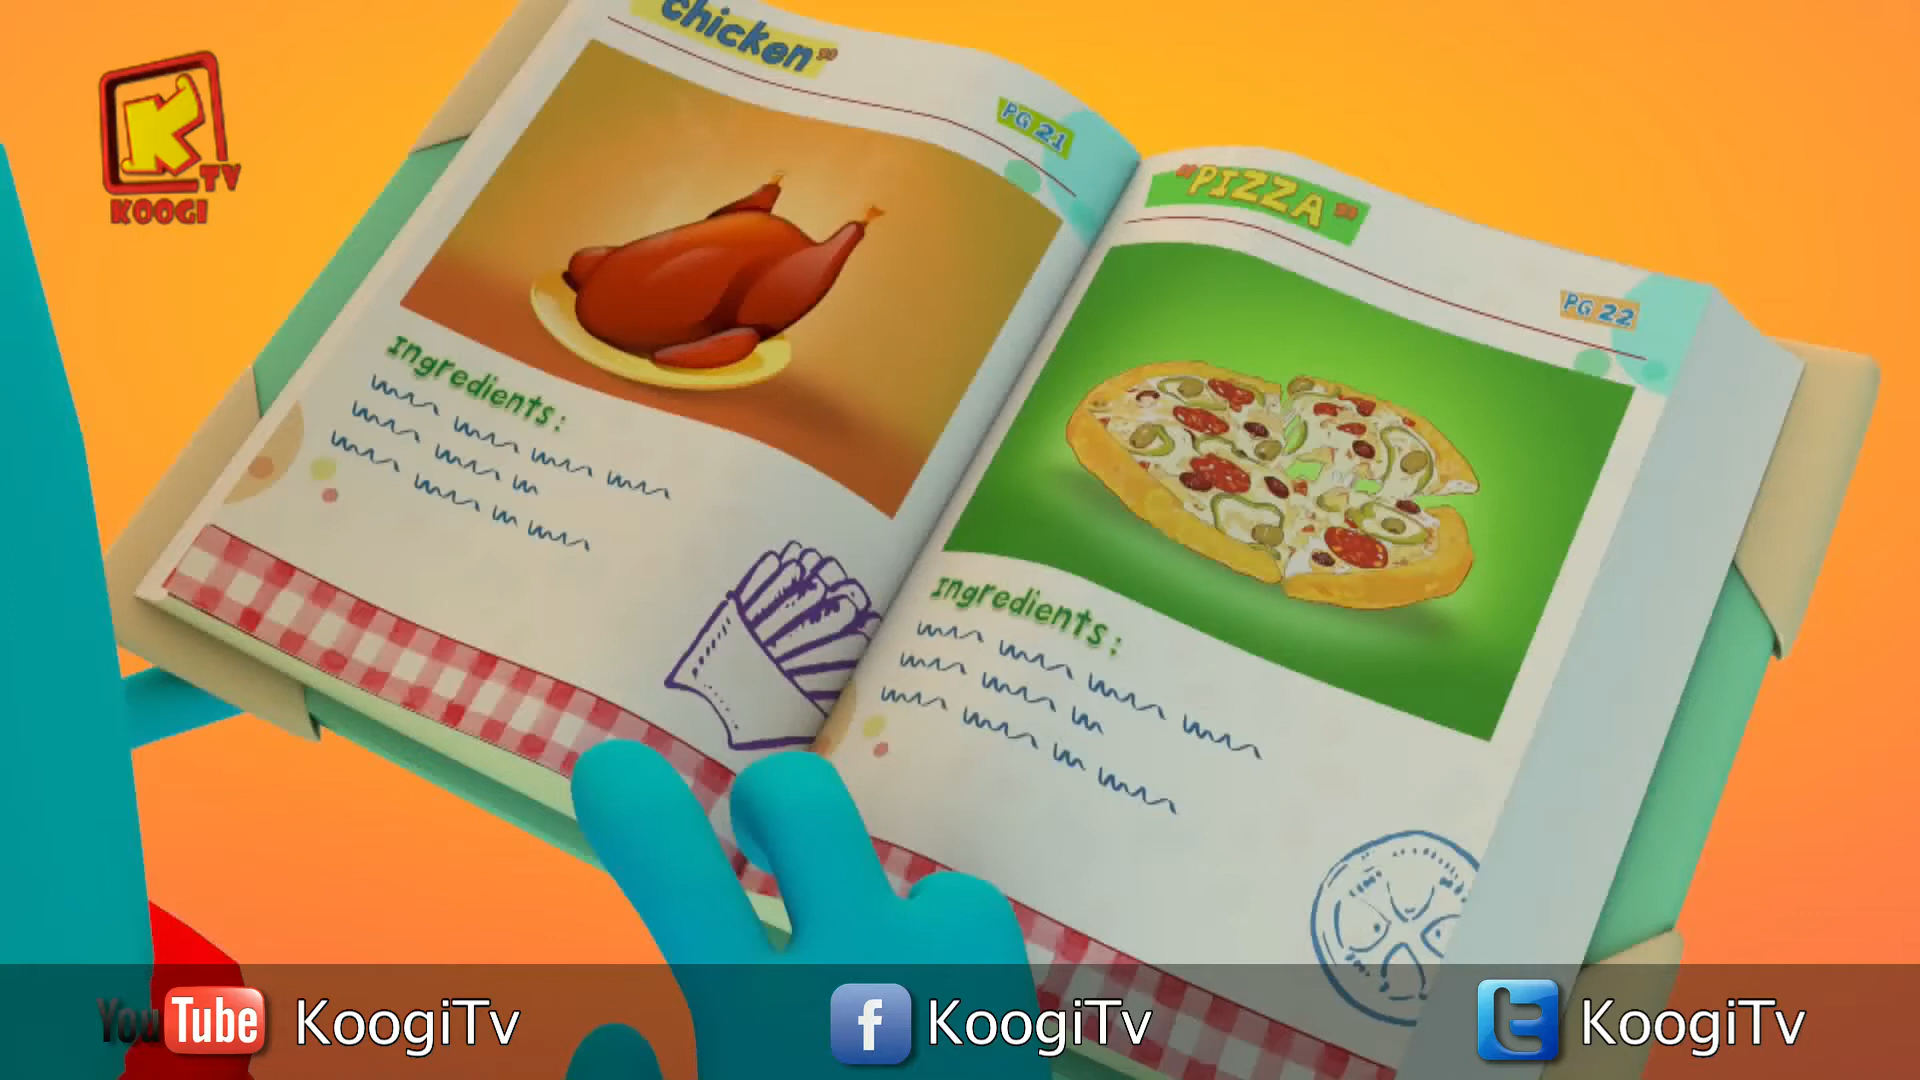 K TV
KOOGI
Chicken"
PG 21
Ingredients:
"PIZZA"
PG 22
Ingredients:
YouTube KoogiTv
f KoogiTv
t KoogiTv